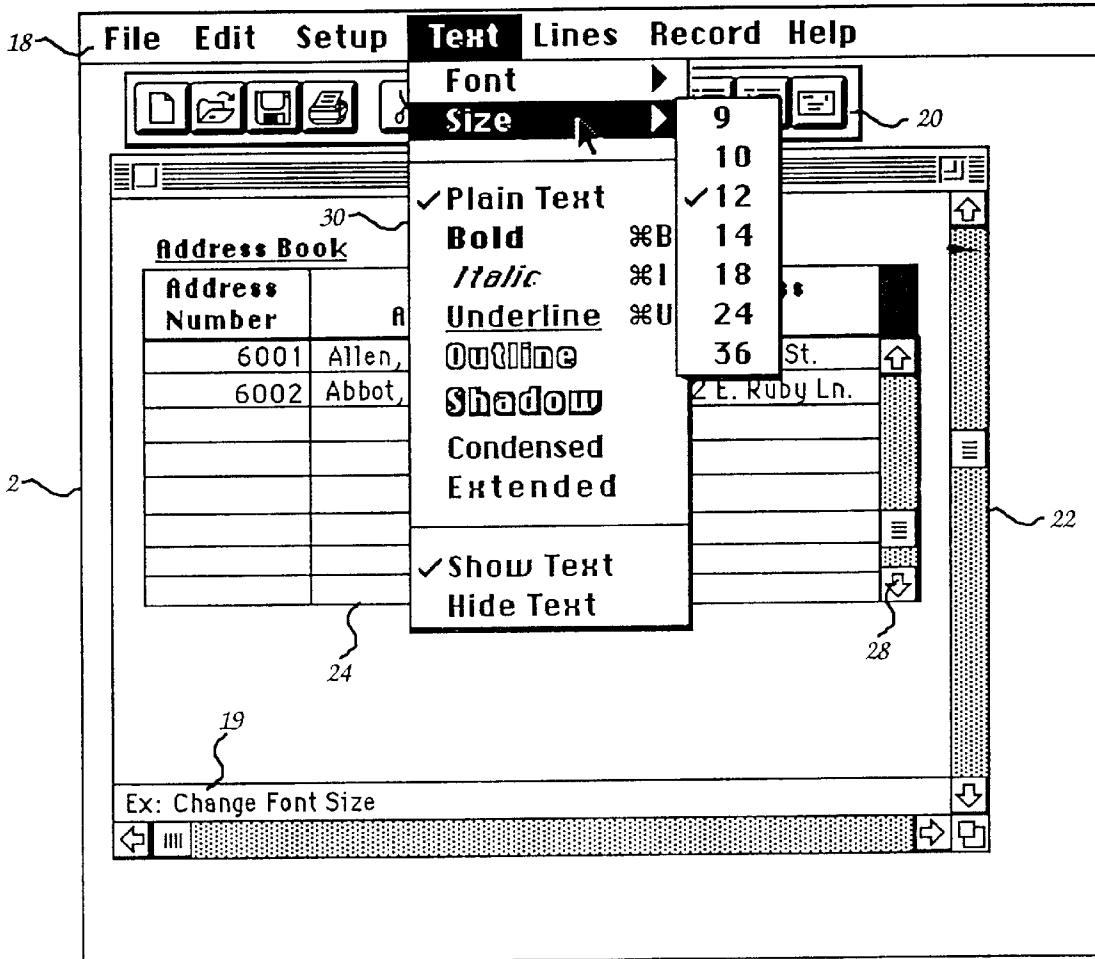 18
File Edit Setup Text Lines Record Help
Font
Size
20
9
10
12
14
18
24
36
30
Plain Text
Bold ⌘B
Italic ⌘I
Underline ⌘U
Outline
Shadow
Condensed
Extended
Show Text
Hide Text
Address Book
Address
Number
6001 Allen, St.
6002 Abbot, 2 E. Ruby Ln.
2
22
24
28
19
Ex: Change Font Size